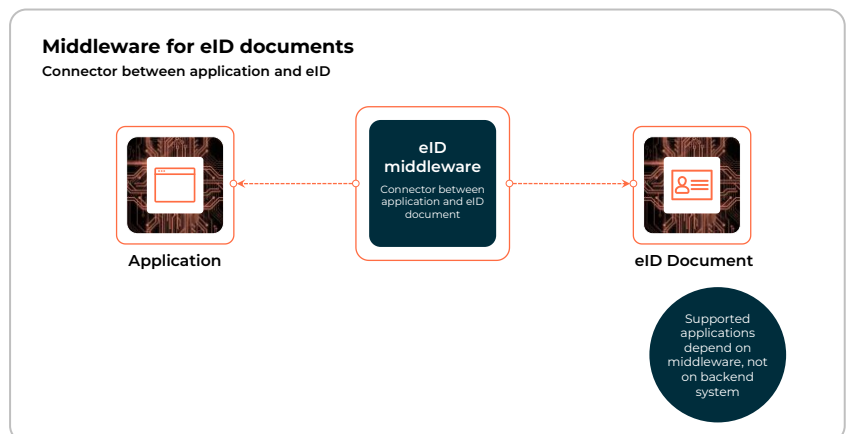 Middleware for eID documents
Connector between application and eID
eID
middleware
Connector between
application and eID
document
Application
eID Document
Supported
applications
depend on
middleware, not
on backend
system